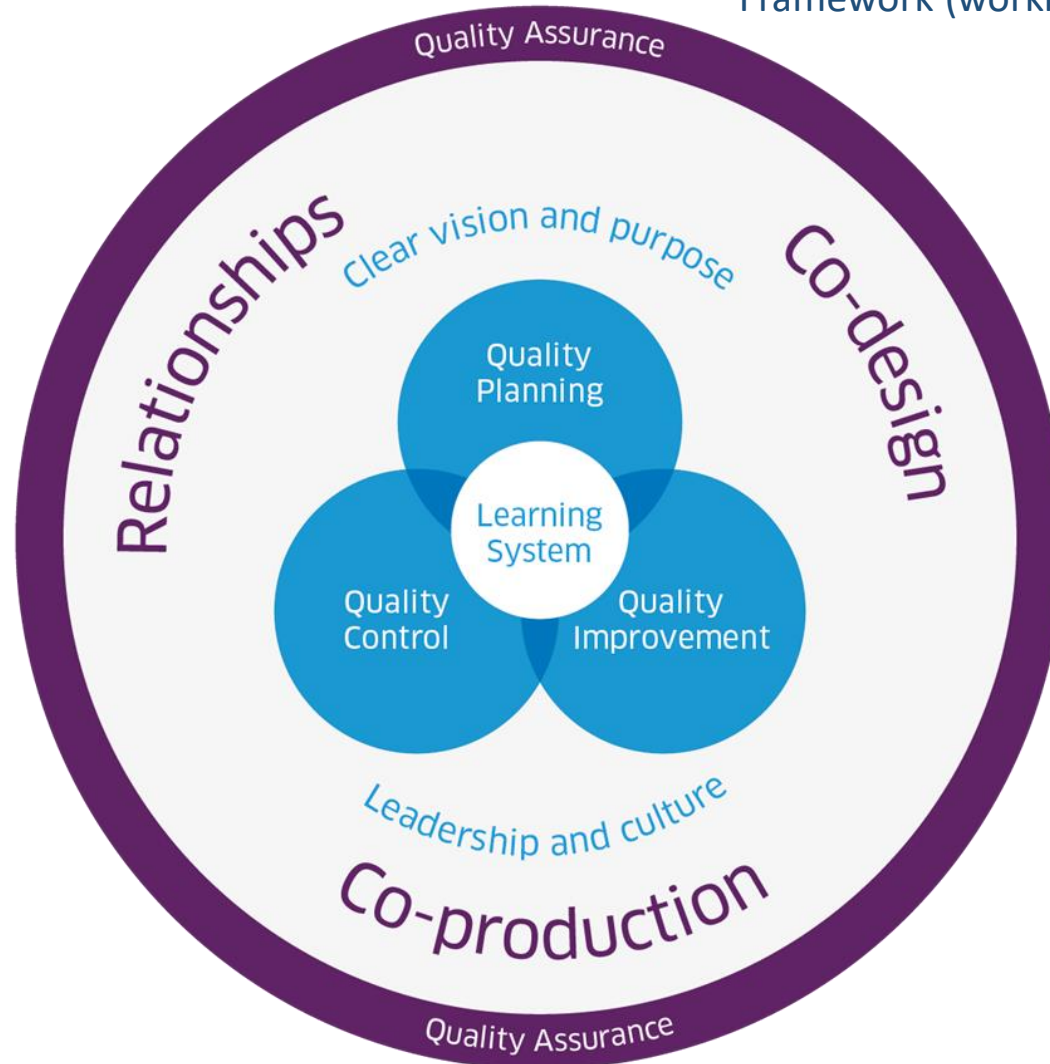 Framework
Quality Assurance
Relationships
Clear vision and purpose
Co-design
Quality
Planning
Learning
System
Quality
Control
Quality
Improvement
Leadership and culture
Co-production
Quality Assurance